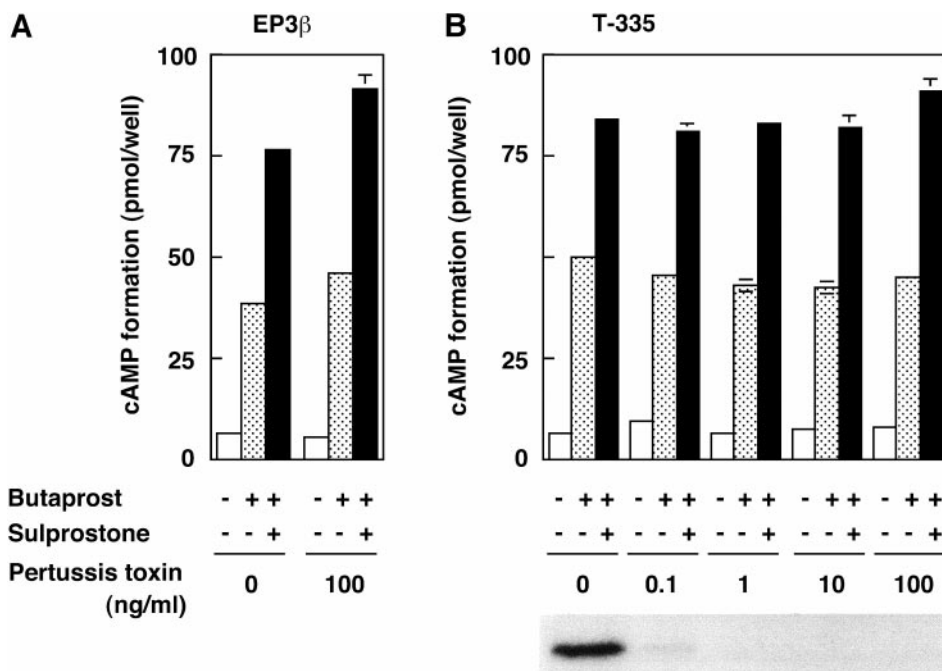 A EP3β
B T-335
cAMP formation (pmol/well)
100
75
50
25
0
cAMP formation (pmol/well)
100
75
50
25
0
Butaprost - + + - + + - + + - + + - + + - + + - + +
Sulprostone - - + - - + - - + - - + - - + - - + - - +
Pertussis toxin 0 100 0 0.1 1 10 100
(ng/ml)